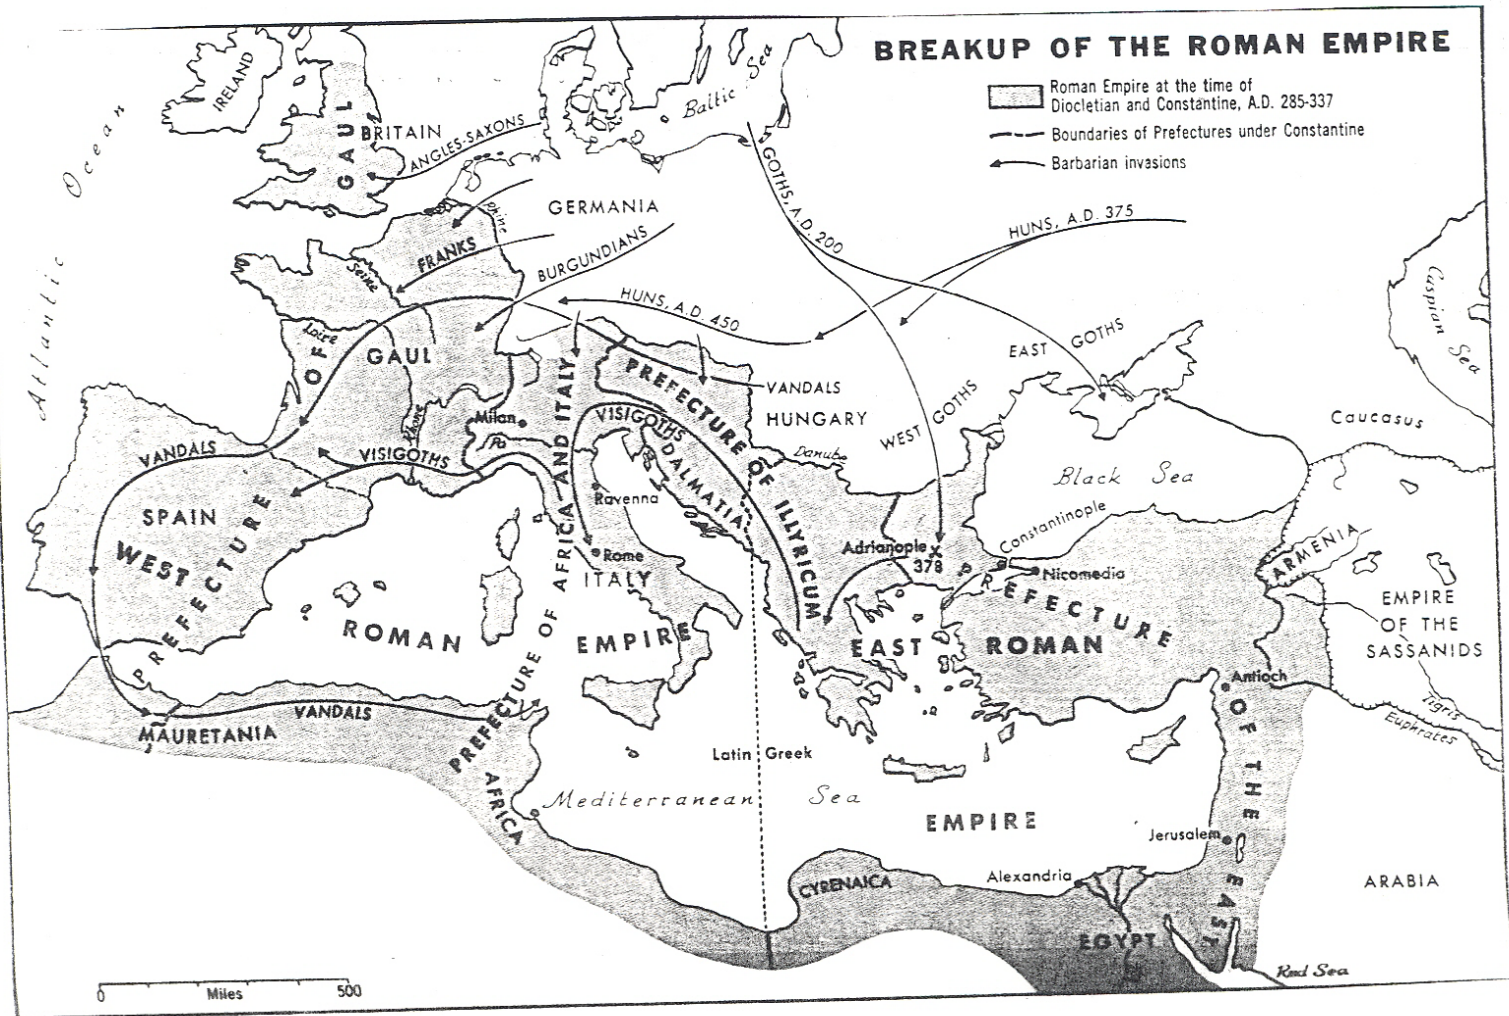 BREAKUP OF THE ROMAN EMPIRE
Roman Empire at the time of
Diocletian and Constantine, A.D. 285-337
Boundaries of Prefectures under Constantine
Barbarian invasions
Atlantic Ocean
IRELAND
BRITAIN
ANGLES-SAXONS
Baltic Sea
GERMANIA
Rhine
FRANKS
BURGUNDIANS
Seine
Loire
GAUL
HUNS, A.D. 450
GOTHS, A.D. 200
HUNS, A.D. 375
Caspian Sea
EAST GOTHS
WEST GOTHS
VANDALS
HUNGARY
Danube
Caucasus
Black Sea
Milan
Po
Rhone
VISIGOTHS
VISIGOTHS
DALMATIA
VANDALS
SPAIN
Ravenna
Rome
ITALY
Adrianople
378
Constantinople
Nicomedia
ARMENIA
EMPIRE
OF THE
SASSANIDS
Tigris
Euphrates
Antioch
PREFECTURE OF GAUL
PREFECTURE OF AFRICA AND ITALY
PREFECTURE OF ILLYRICUM
PREFECTURE OF THE EAST
WEST ROMAN EMPIRE
EAST ROMAN EMPIRE
VANDALS
MAURETANIA
AFRICA
Latin Greek
Mediterranean Sea
CYRENAICA
Alexandria
Jerusalem
EGYPT
ARABIA
Red Sea
0 Miles 500